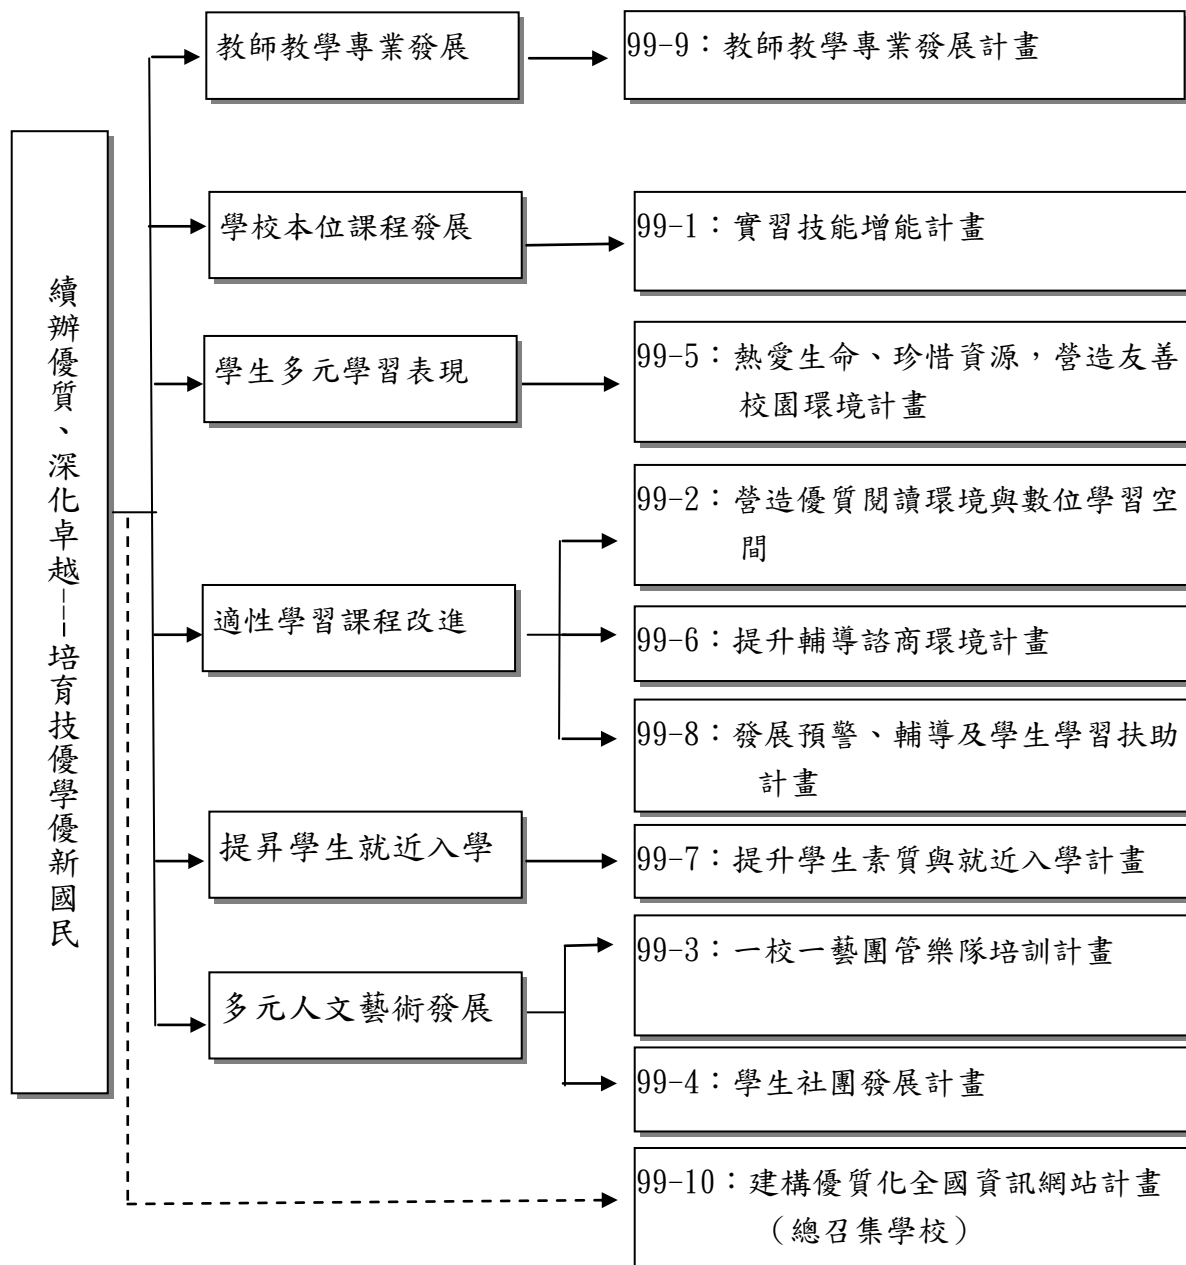 續辦優質、深化卓越---培育技優學優新國民
教師教學專業發展
99-9：教師教學專業發展計畫
學校本位課程發展
99-1：實習技能增能計畫
學生多元學習表現
99-5：熱愛生命、珍惜資源，營造友善
校園環境計畫
適性學習課程改進
99-2：營造優質閱讀環境與數位學習空
間
99-6：提升輔導諮商環境計畫
99-8：發展預警、輔導及學生學習扶助
計畫
提昇學生就近入學
99-7：提升學生素質與就近入學計畫
多元人文藝術發展
99-3：一校一藝團管樂隊培訓計畫
99-4：學生社團發展計畫
99-10：建構優質化全國資訊網站計畫
（總召集學校）